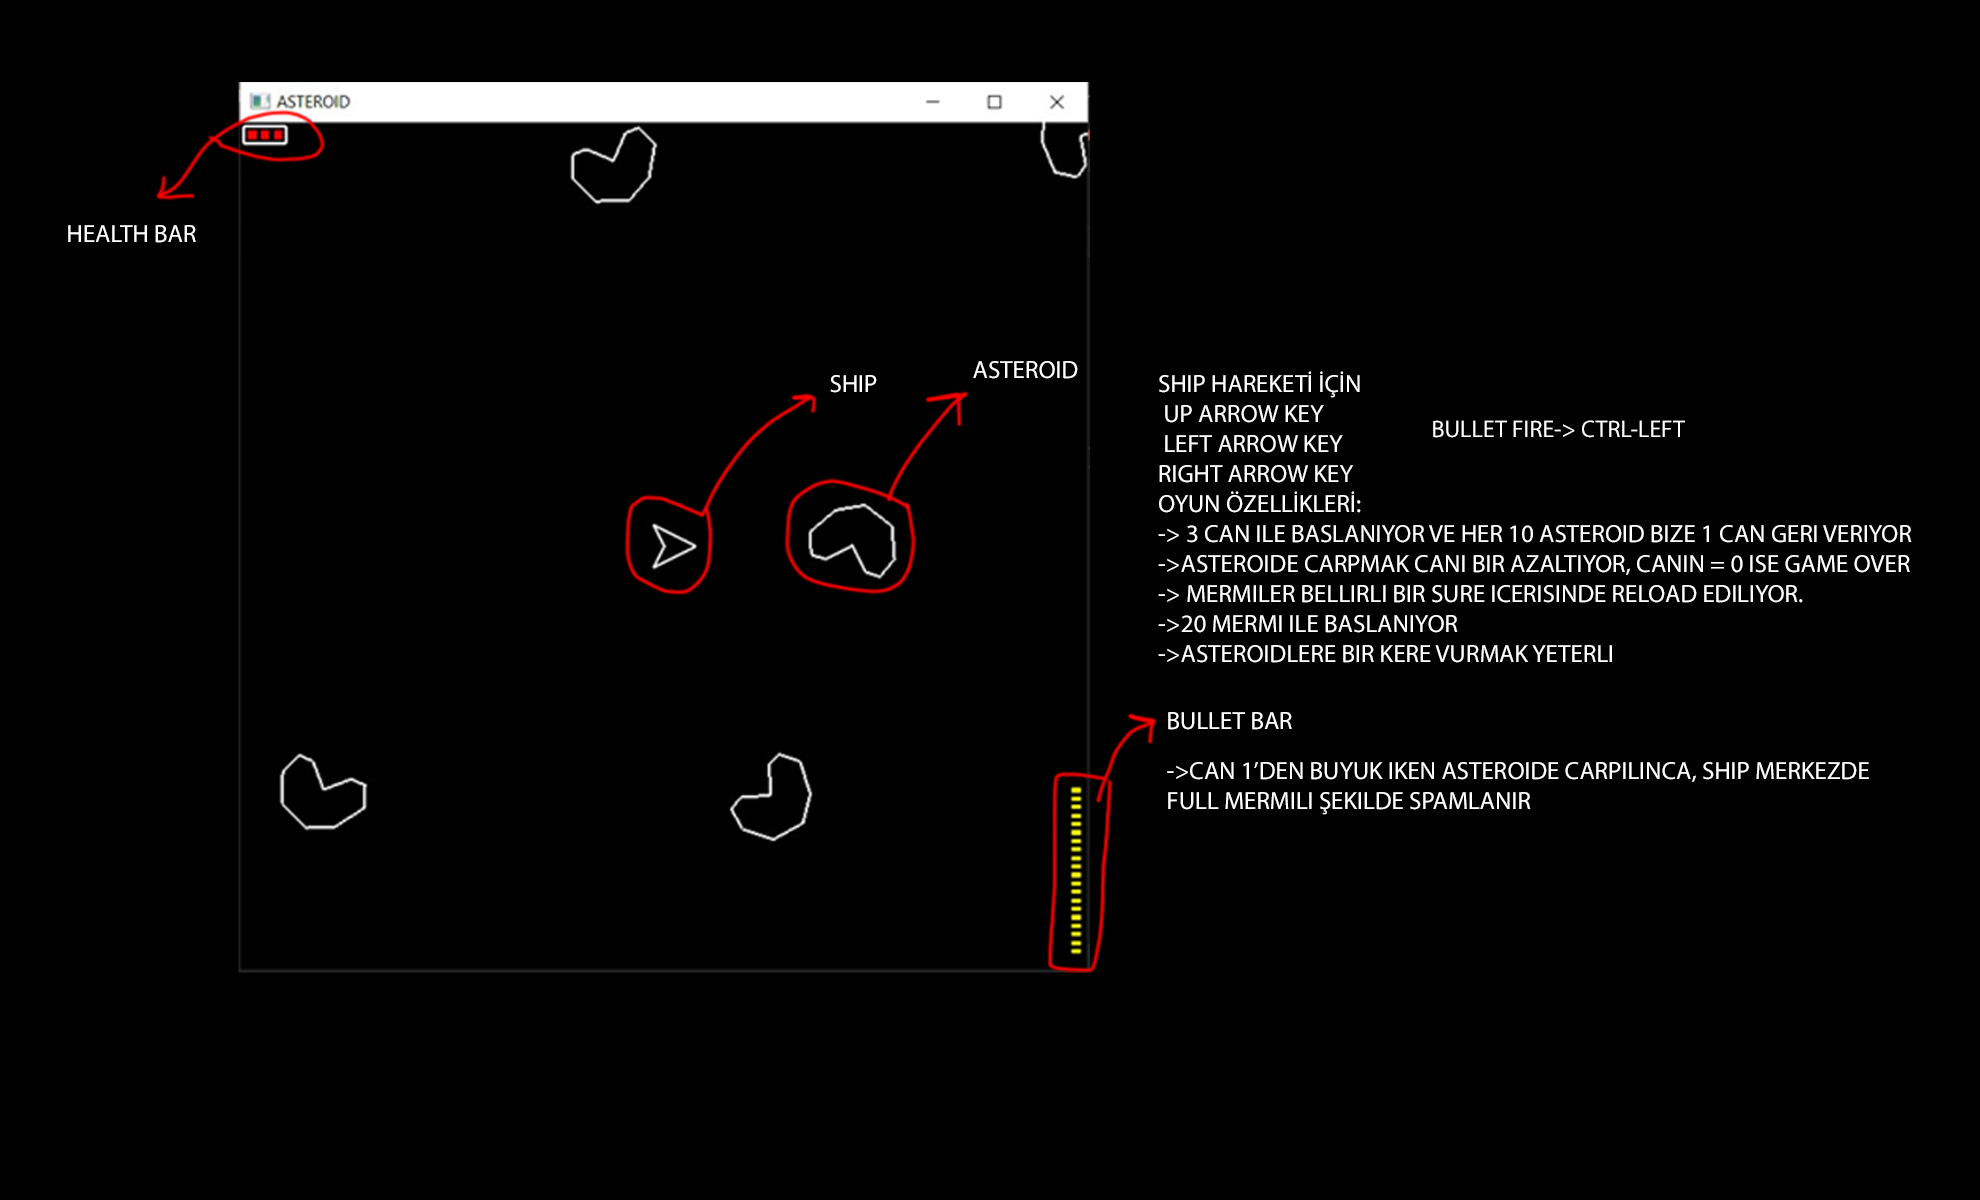 ASTEROID
HEALTH BAR
SHIP
ASTEROID
SHIP HAREKETİ İÇİN
UP ARROW KEY
LEFT ARROW KEY
RIGHT ARROW KEY
BULLET FIRE-> CTRL-LEFT
OYUN ÖZELLİKLERİ:
-> 3 CAN ILE BASLANIYOR VE HER 10 ASTEROID BIZE 1 CAN GERI VERIYOR
->ASTEROIDE CARPMAK CANI BIR AZALTIYOR, CANIN = 0 ISE GAME OVER
-> MERMILER BELLIRLI BIR SURE ICERISINDE RELOAD EDILIYOR.
->20 MERMI ILE BASLANIYOR
->ASTEROIDLERE BIR KERE VURMAK YETERLI
BULLET BAR
->CAN 1'DEN BUYUK IKEN ASTEROIDE CARPILINCA, SHIP MERKEZDE
FULL MERMILI ŞEKILDE SPAMLANIR